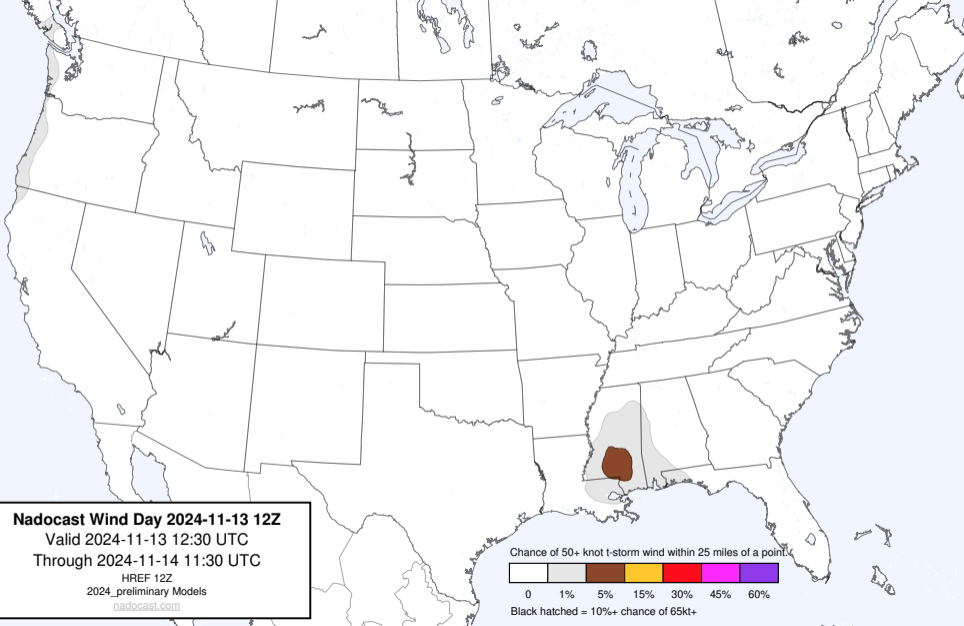 Nadocast Wind Day 2024-11-13 12Z
Valid 2024-11-13 12:30 UTC
Through 2024-11-14 11:30 UTC
HREF 12Z
2024_preliminary Models
nadocast.com
Chance of 50+ knot t-storm wind within 25 miles of a point.
0 1% 5% 15% 30% 45% 60%
Black hatched = 10%+ chance of 65kt+